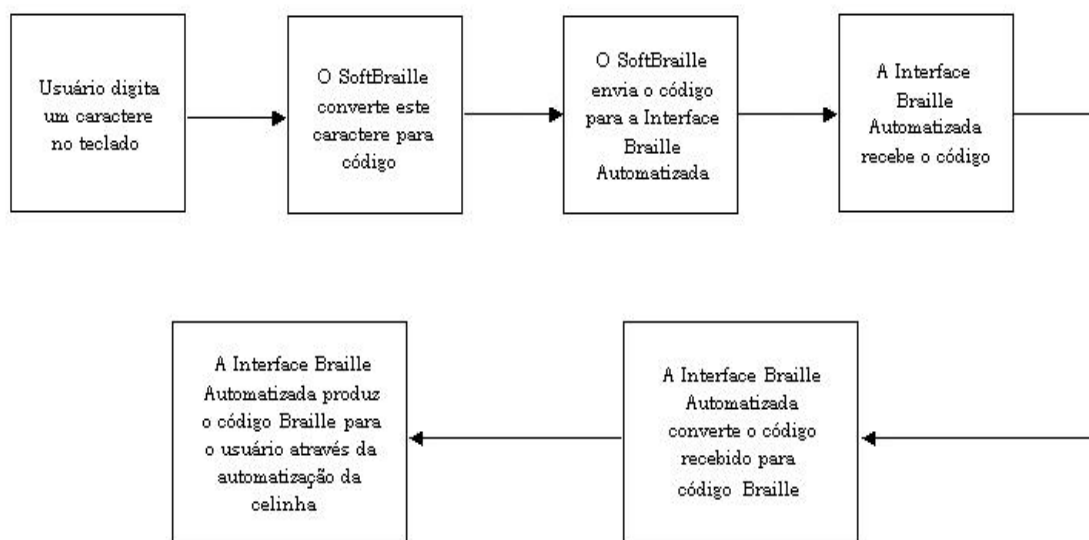 Usuário digita
um caractere
no teclado
O SoftBraille
converte este
caractere para
código
O SoftBraille
envia o código
para a Interface
Braille
Automatizada
A Interface
Braille
Automatizada
recebe o código
A Interface Braille
Automatizada
converte o código
recebido para
código Braille
A Interface Braille
Automatizada produz
o código Braille para
o usuário através da
automatização da
celinha